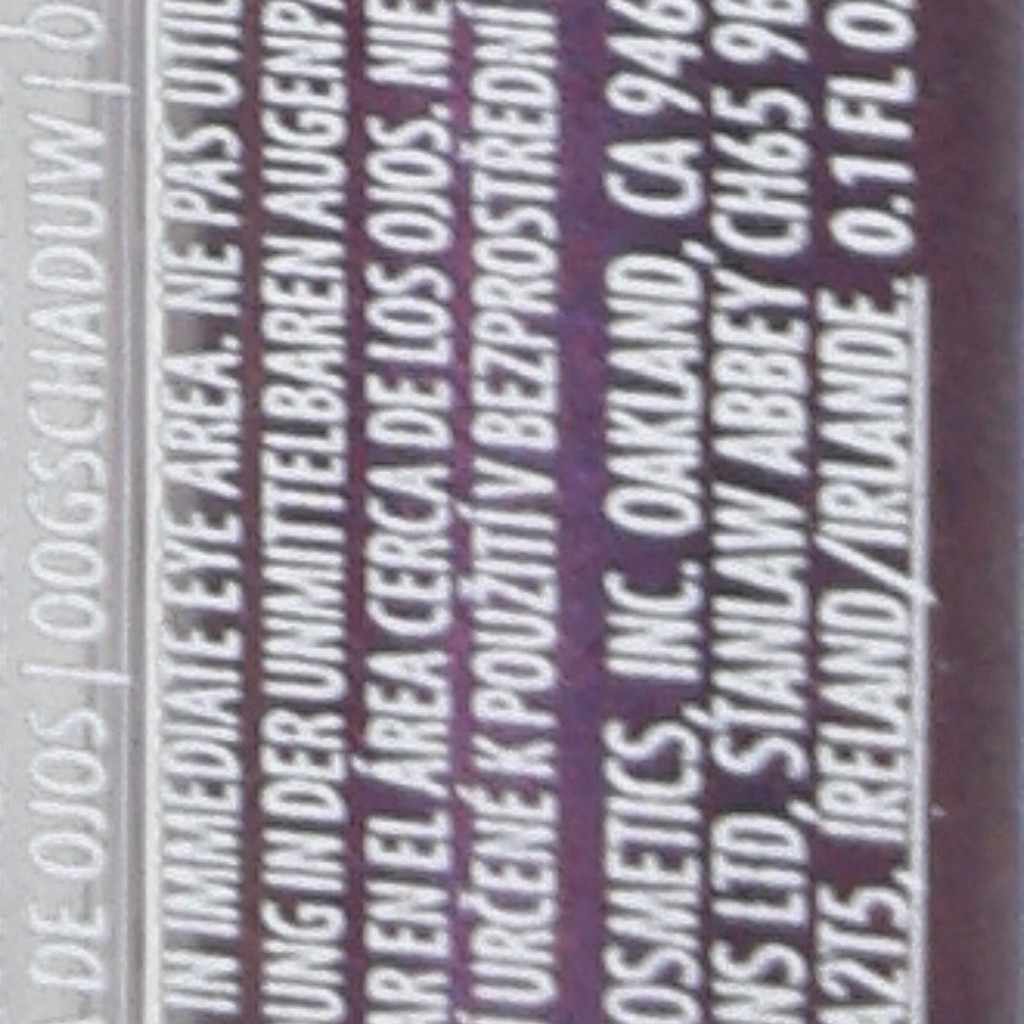 DE OJOS | OOGSCHADUW |
IN IMMEDIATE EYE AREA. NE PAS UTIL
UNG IN DER UNMITTELBAREN AUGENPA
AR EN EL ÁREA CERCA DE LOS OJOS. NIE
URČENÉ K POUŽITÍ V BEZPROSTŘEDNÍ
OSMETICS, INC. OAKLAND, CA 946
NS LTD, STANLAW ABBEY CH65 9B
A2T5, IRELAND/IRLANDE. 0.1 FL OZ